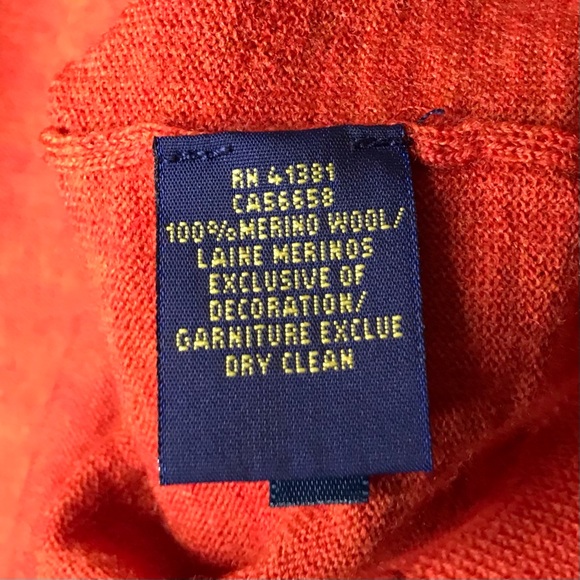 RN 41381
CA56658
100%MERINO WOOL/
LAINE MERINOS
EXCLUSIVE OF
DECORATION/
GARNITURE EXCLUE
DRY CLEAN